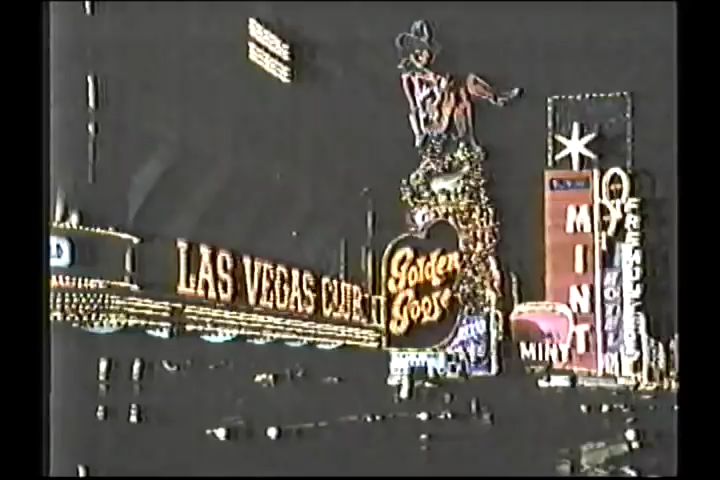 LAS VEGAS CLUB
Golden
Goose
MINT
MINT
FREMONT